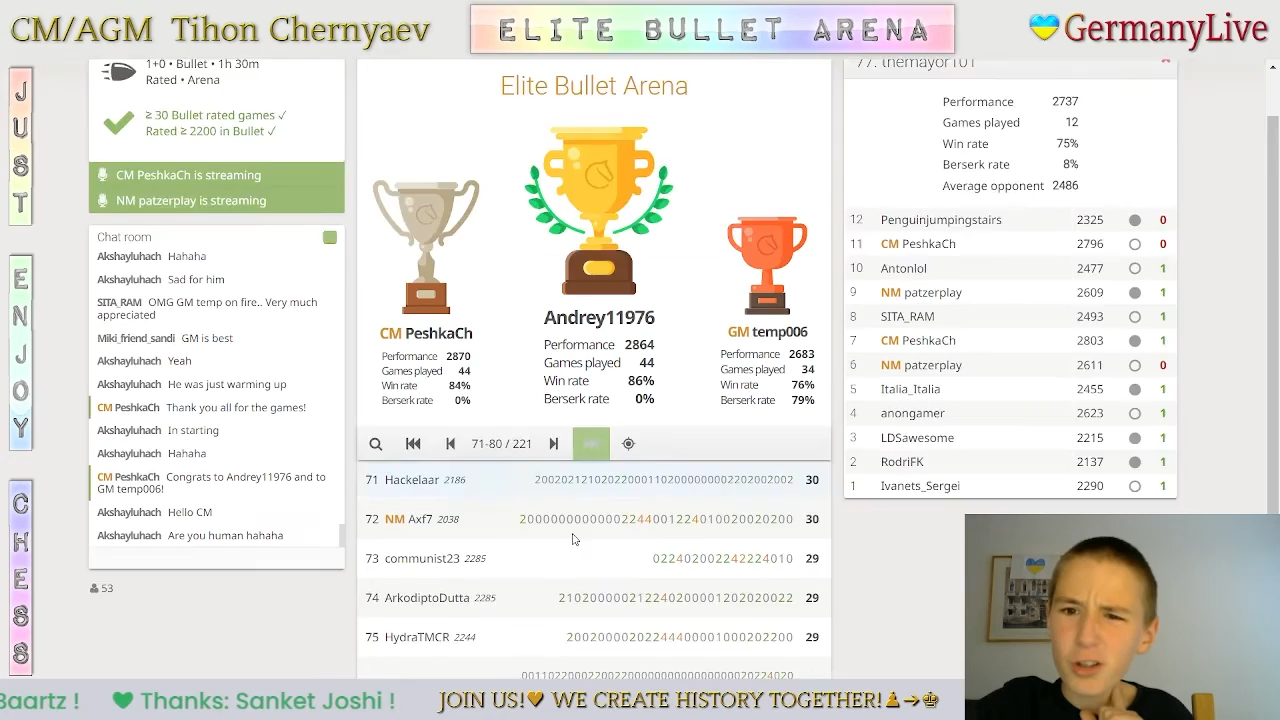 CM/AGM Tihon Chernyaev
ELITE BULLET ARENA
GermanyLive
JUST
ENJOY
CHESS
1+0 • Bullet • 1h 30m
Rated • Arena
≥ 30 Bullet rated games ✓
Rated ≥ 2200 in Bullet ✓
CM PeshkaCh is streaming
NM patzerplay is streaming
Chat room
Akshayluhach Hahaha
Akshayluhach Sad for him
SITA_RAM OMG GM temp on fire.. Very much
appreciated
Miki_friend_sandi GM is best
Akshayluhach Yeah
Akshayluhach He was just warming up
CM PeshkaCh Thank you all for the games!
Akshayluhach In starting
Akshayluhach Hahaha
CM PeshkaCh Congrats to Andrey11976 and to
GM temp006!
Akshayluhach Hello CM
Akshayluhach Are you human hahaha
53
Elite Bullet Arena
CM PeshkaCh
Performance 2870
Games played 44
Win rate 84%
Berserk rate 0%
Andrey11976
Performance 2864
Games played 44
Win rate 86%
Berserk rate 0%
GM temp006
Performance 2683
Games played 34
Win rate 76%
Berserk rate 79%
71-80 / 221
71 Hackelaar 2186 30
72 NM Axf7 2038 30
73 communist23 2285 022402002242224010 29
74 ArkodiptoDutta 2285 29
75 HydraTMCR 2244 29
77. themayor101
Performance 2737
Games played 12
Win rate 75%
Berserk rate 8%
Average opponent 2486
12 Penguinjumpingstairs 2325 0
11 CM PeshkaCh 2796 0
10 Antonlol 2477 1
9 NM patzerplay 2609 1
8 SITA_RAM 2493 1
7 CM PeshkaCh 2803 1
6 NM patzerplay 2611 0
5 Italia_Italia 2455 1
4 anongamer 2623 1
3 LDSawesome 2215 1
2 RodriFK 2137 1
1 Ivanets_Sergei 2290 1
Baartz ! Thanks: Sanket Joshi ! JOIN US! WE CREATE HISTORY TOGETHER!